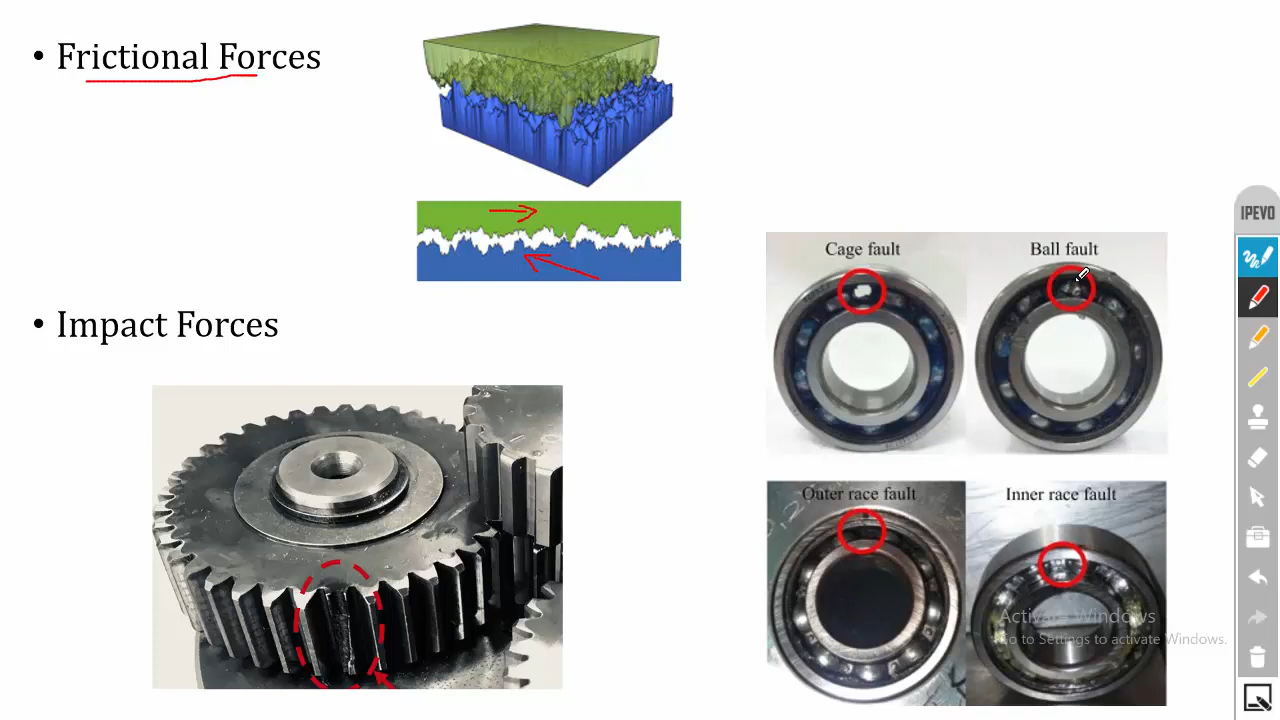 • Frictional Forces
• Impact Forces
Cage fault
Ball fault
Outer race fault
Inner race fault
Activate Windows
Go to Settings to activate Windows.
IPEVO